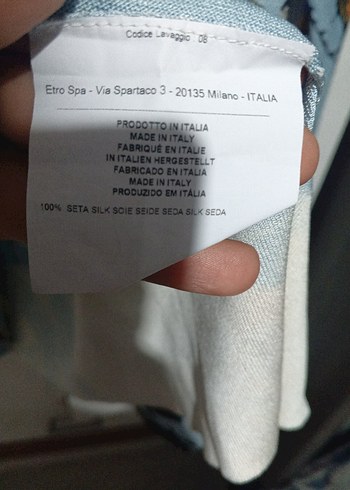 Codice Lavaggio 06
Etro Spa - Via Spartaco 3 - 20135 Milano - ITALIA
PRODOTTO IN ITALIA
MADE IN ITALY
FABRIQUÉ EN ITALIE
IN ITALIEN HERGESTELLT
FABRICADO EN ITALIA
MADE IN ITALY
PRODUZIDO EM ITÁLIA
100% SETA SILK SOIE SEIDE SEDA SILK SEDA